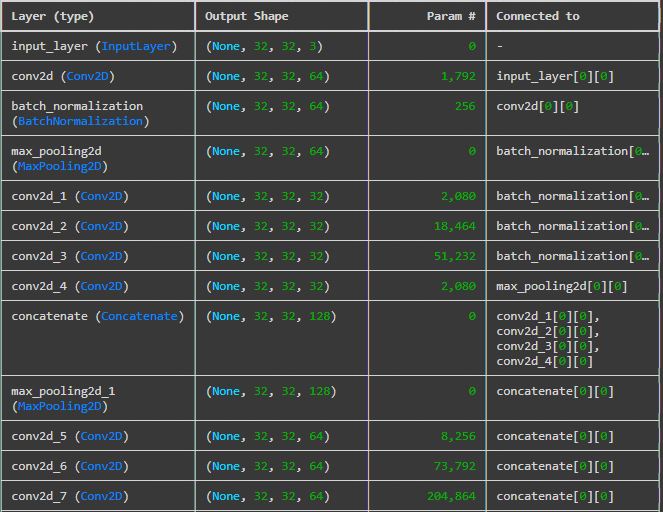 Layer (type) Output Shape Param # Connected to
input_layer (InputLayer) (None, 32, 32, 3) 0 -
conv2d (Conv2D) (None, 32, 32, 64) 1,792 input_layer[0][0]
batch_normalization (None, 32, 32, 64) 256 conv2d[0][0]
(BatchNormalization)
max_pooling2d (None, 32, 32, 64) 0 batch_normalization[0…
(MaxPooling2D)
conv2d_1 (Conv2D) (None, 32, 32, 32) 2,080 batch_normalization[0…
conv2d_2 (Conv2D) (None, 32, 32, 32) 18,464 batch_normalization[0…
conv2d_3 (Conv2D) (None, 32, 32, 32) 51,232 batch_normalization[0…
conv2d_4 (Conv2D) (None, 32, 32, 32) 2,080 max_pooling2d[0][0]
concatenate (Concatenate) (None, 32, 32, 128) 0 conv2d_1[0][0],
conv2d_2[0][0],
conv2d_3[0][0],
conv2d_4[0][0]
max_pooling2d_1 (None, 32, 32, 128) 0 concatenate[0][0]
(MaxPooling2D)
conv2d_5 (Conv2D) (None, 32, 32, 64) 8,256 concatenate[0][0]
conv2d_6 (Conv2D) (None, 32, 32, 64) 73,792 concatenate[0][0]
conv2d_7 (Conv2D) (None, 32, 32, 64) 204,864 concatenate[0][0]